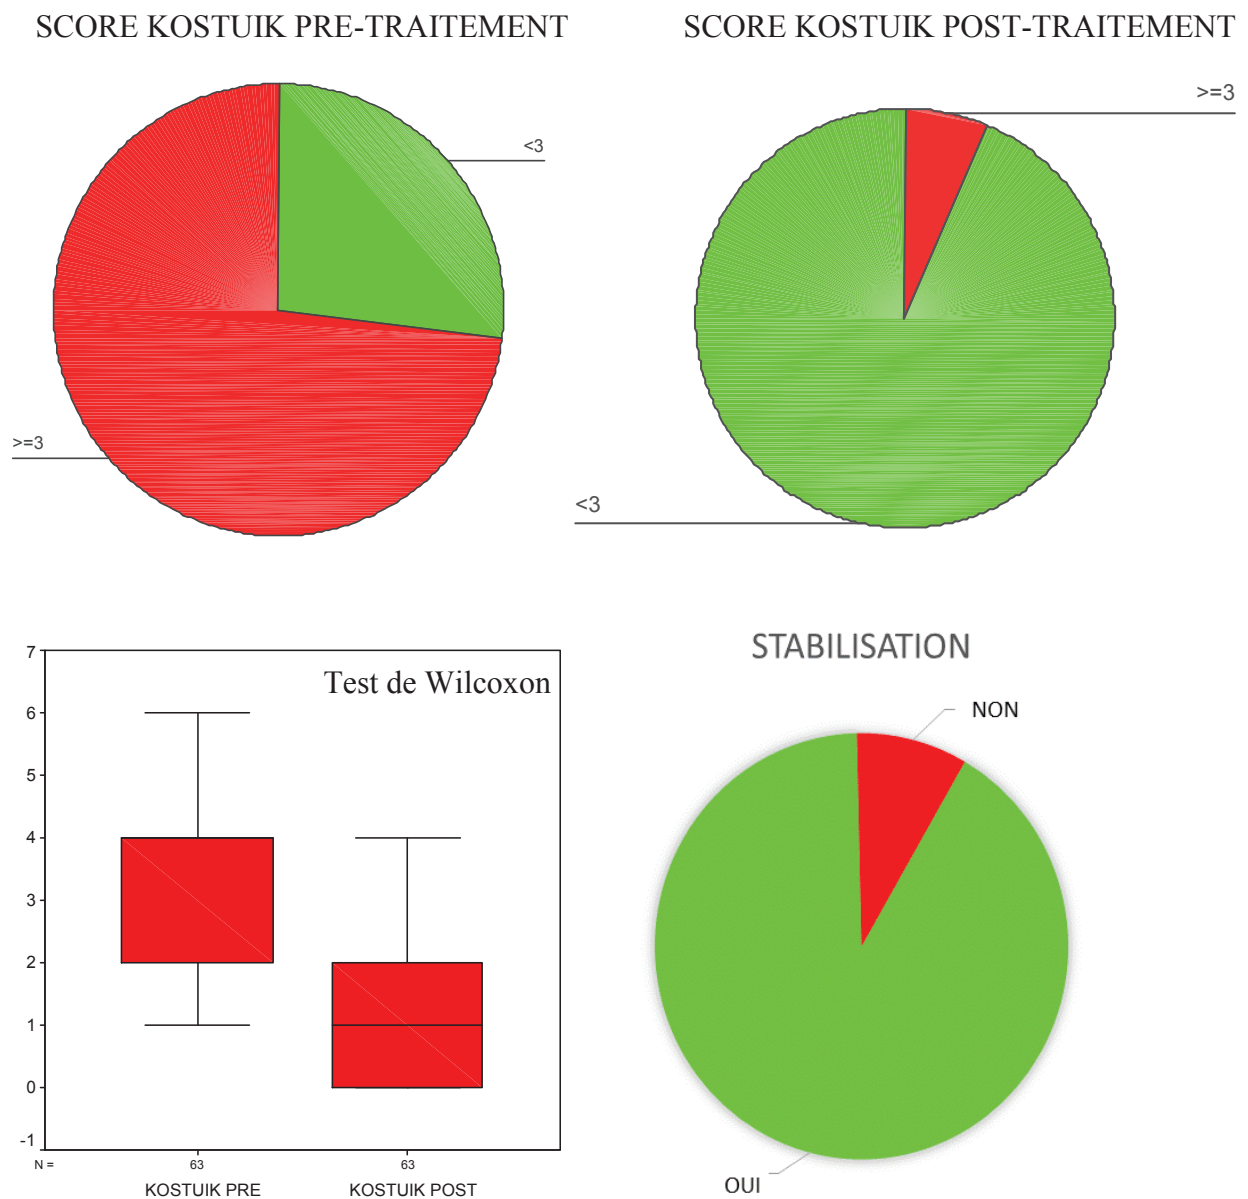 SCORE KOSTUIK PRE-TRAITEMENT
<3
>=3
SCORE KOSTUIK POST-TRAITEMENT
>=3
<3
7
6
5
4
3
2
1
0
-1
Test de Wilcoxon
N = 63 63
KOSTUIK PRE KOSTUIK POST
STABILISATION
NON
OUI